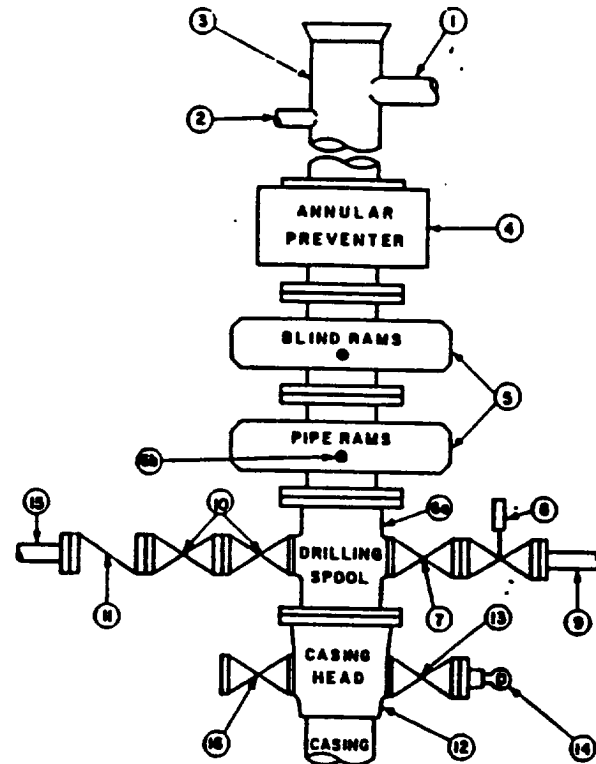 3
1
2
ANNULAR
PREVENTER
4
BLIND RAMS
5
PIPE RAMS
6b
6a
8
15
10
DRILLING
SPOOL
11
7
9
13
CASING
HEAD
16
12
14
CASING